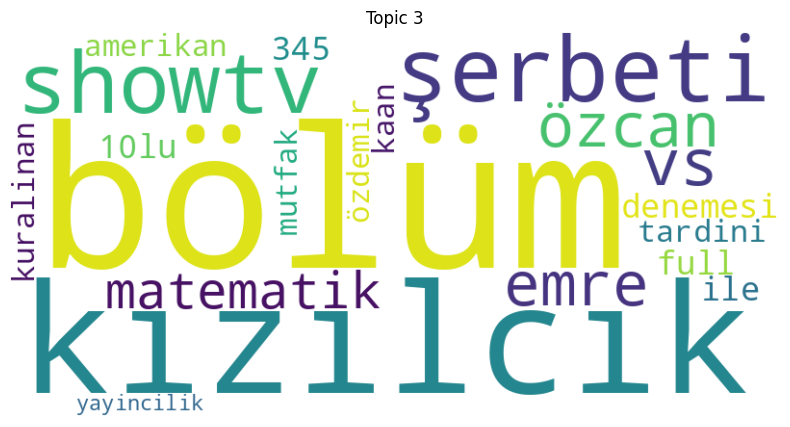 Topic 3
amerikan
345
showtv
şerbeti
kaan
özcan
10lu
özdemir
mutfak
kuralinan
vs
bölüm
denemesi
tardini
full
matematik
emre
ile
kızılcık
yayincilik